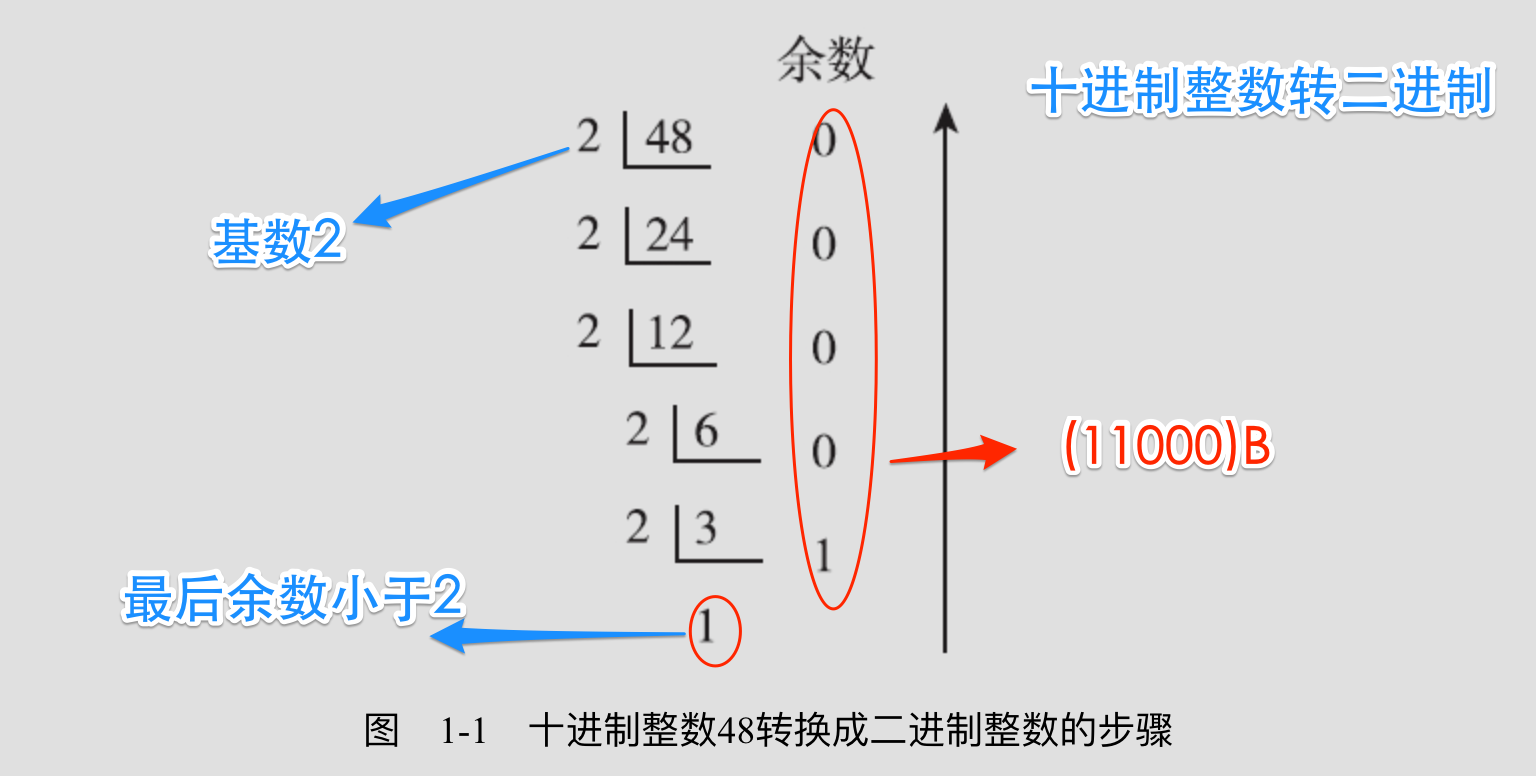 余数
十进制整数转二进制
2 48 0
基数2
2 24 0
2 12 0
2 6 0
(11000)B
2 3 1
最后余数小于2
1
图 1-1 十进制整数48转换成二进制整数的步骤